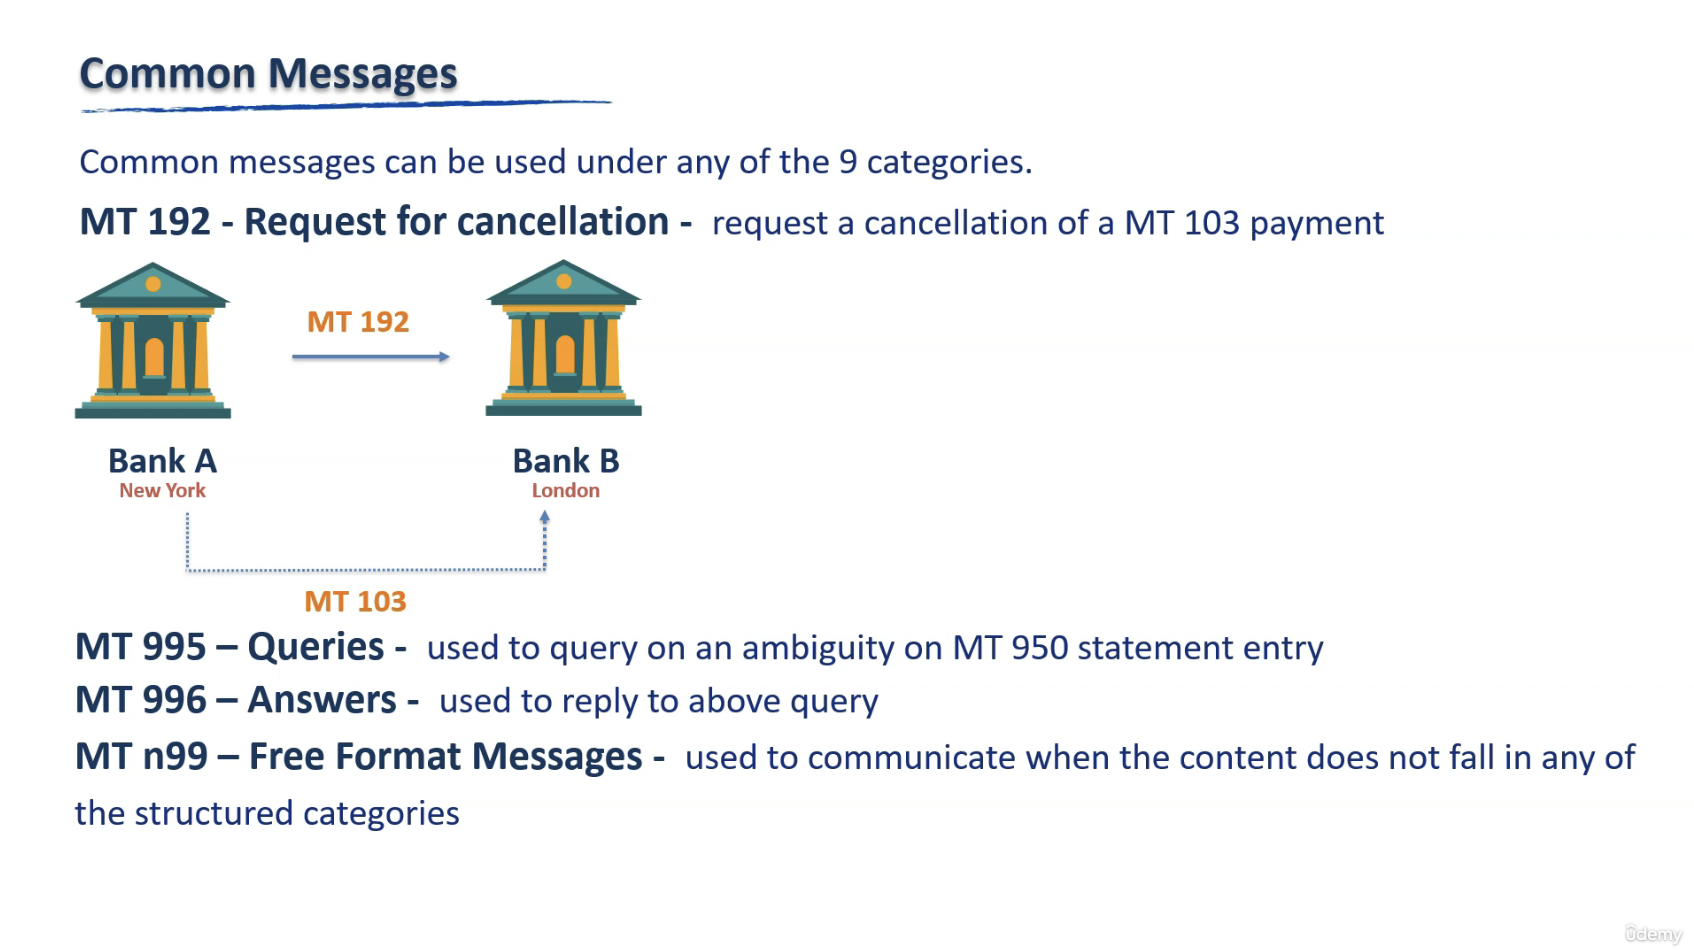 Common Messages
Common messages can be used under any of the 9 categories.
MT 192 - Request for cancellation - request a cancellation of a MT 103 payment
MT 192
Bank A
New York
Bank B
London
MT 103
MT 995 – Queries - used to query on an ambiguity on MT 950 statement entry
MT 996 – Answers - used to reply to above query
MT n99 – Free Format Messages - used to communicate when the content does not fall in any of
the structured categories
ûdemy